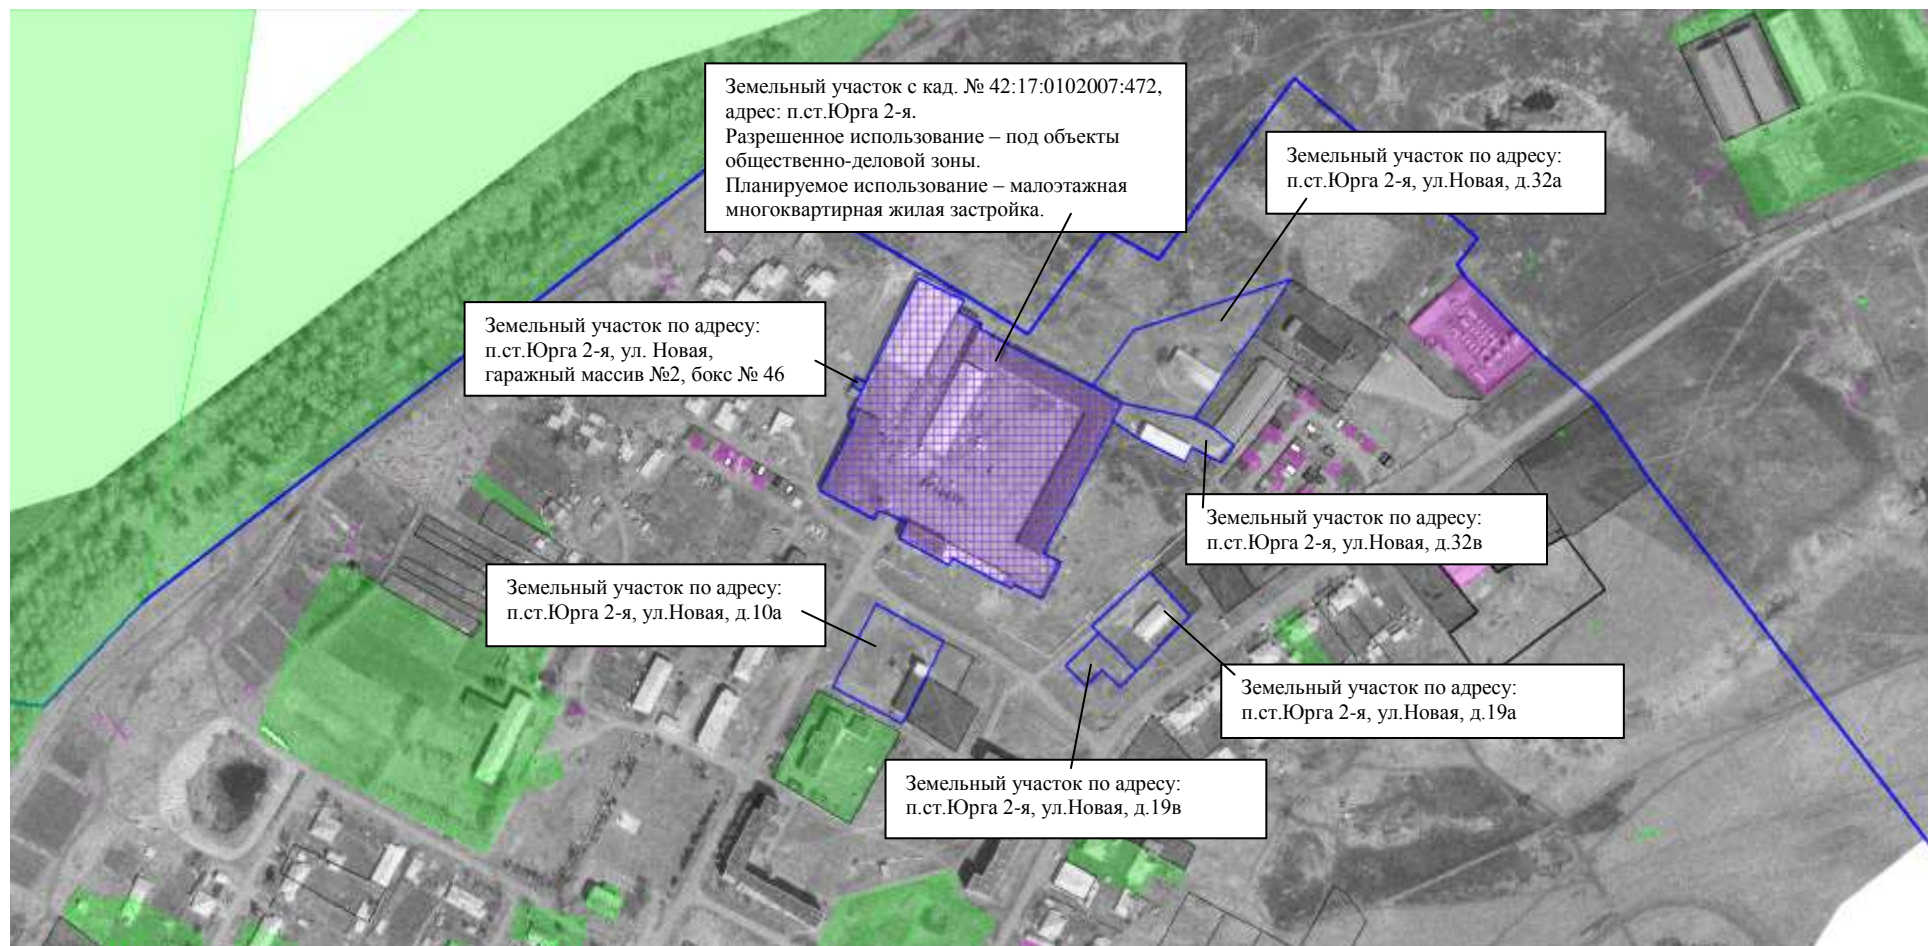 Земельный участок с кад. № 42:17:0102007:472,
адрес: п.ст.Юрга 2-я.
Разрешенное использование – под объекты
общественно-деловой зоны.
Планируемое использование – малоэтажная
многоквартирная жилая застройка.
Земельный участок по адресу:
п.ст.Юрга 2-я, ул.Новая, д.32а
Земельный участок по адресу:
п.ст.Юрга 2-я, ул. Новая,
гаражный массив №2, бокс № 46
Земельный участок по адресу:
п.ст.Юрга 2-я, ул.Новая, д.32в
Земельный участок по адресу:
п.ст.Юрга 2-я, ул.Новая, д.10а
Земельный участок по адресу:
п.ст.Юрга 2-я, ул.Новая, д.19а
Земельный участок по адресу:
п.ст.Юрга 2-я, ул.Новая, д.19в